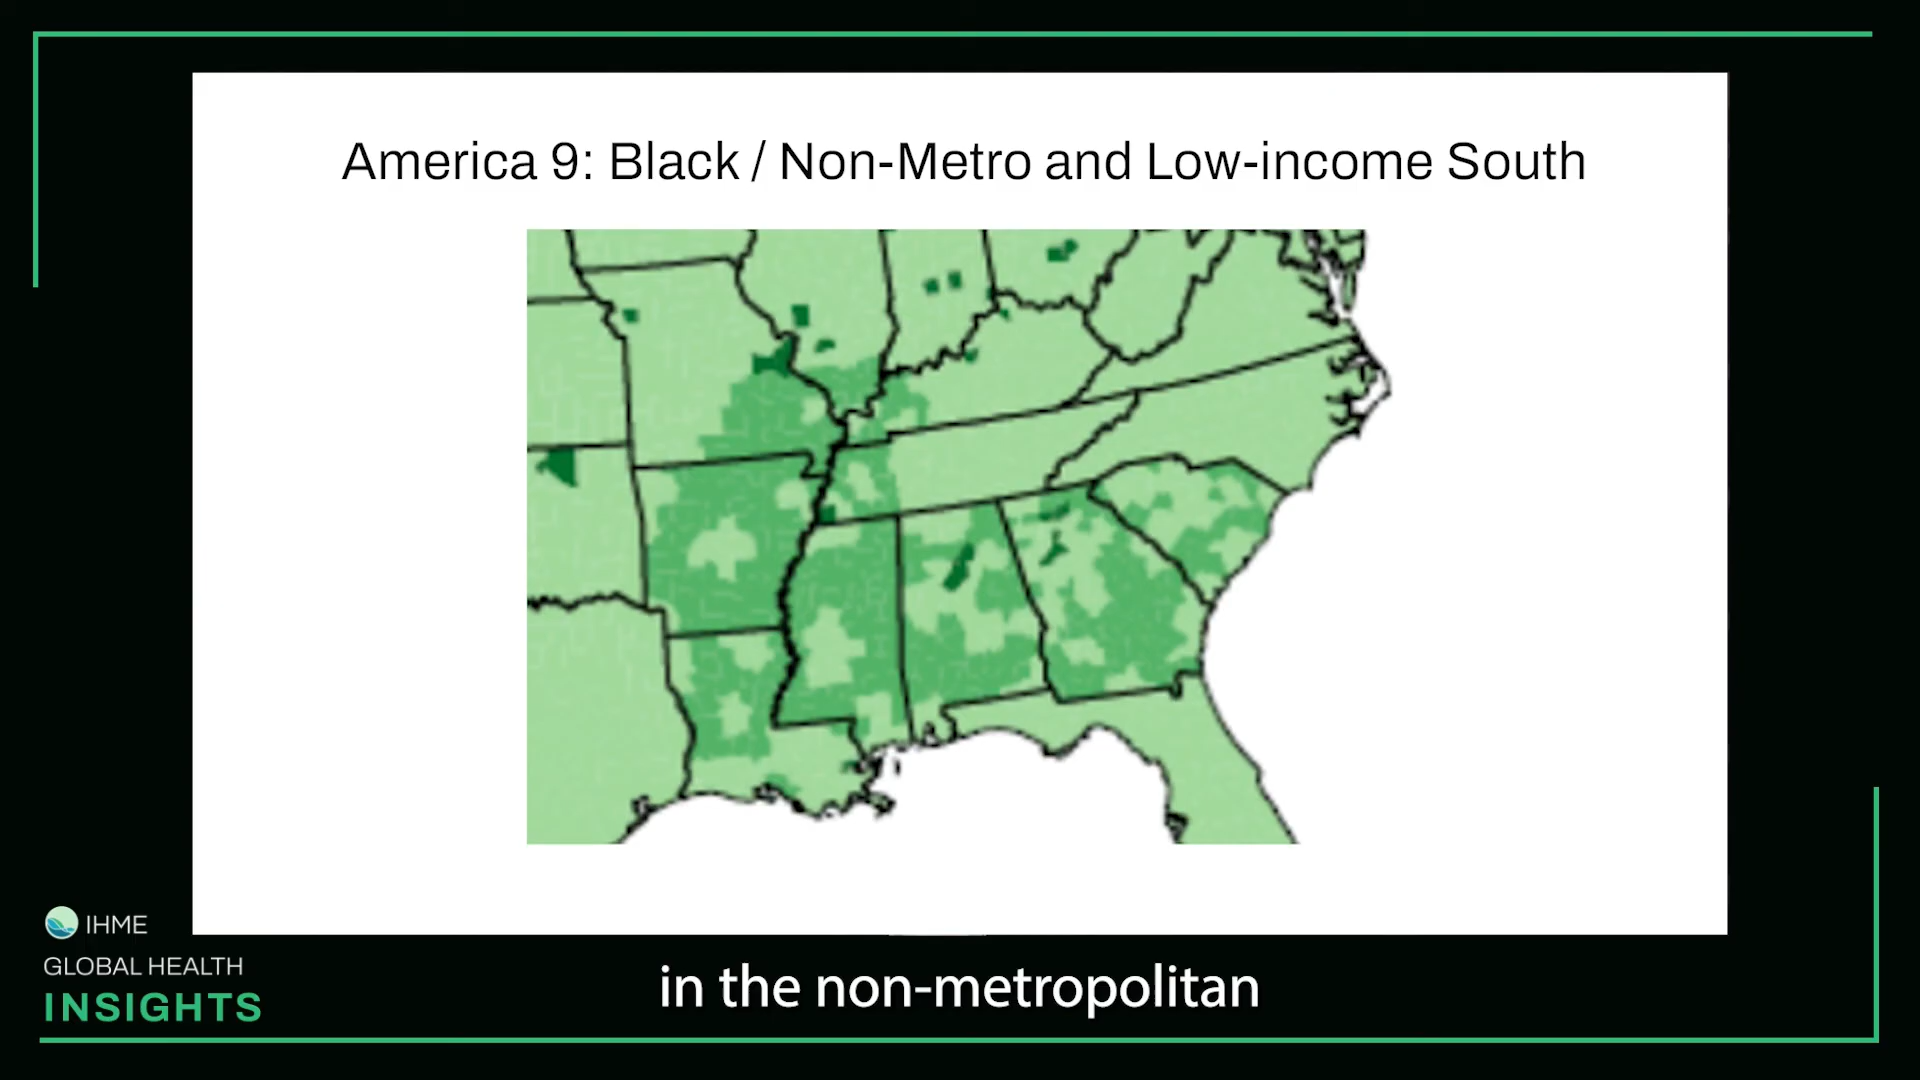 America 9: Black / Non-Metro and Low-income South
IHME
GLOBAL HEALTH
INSIGHTS
in the non-metropolitan